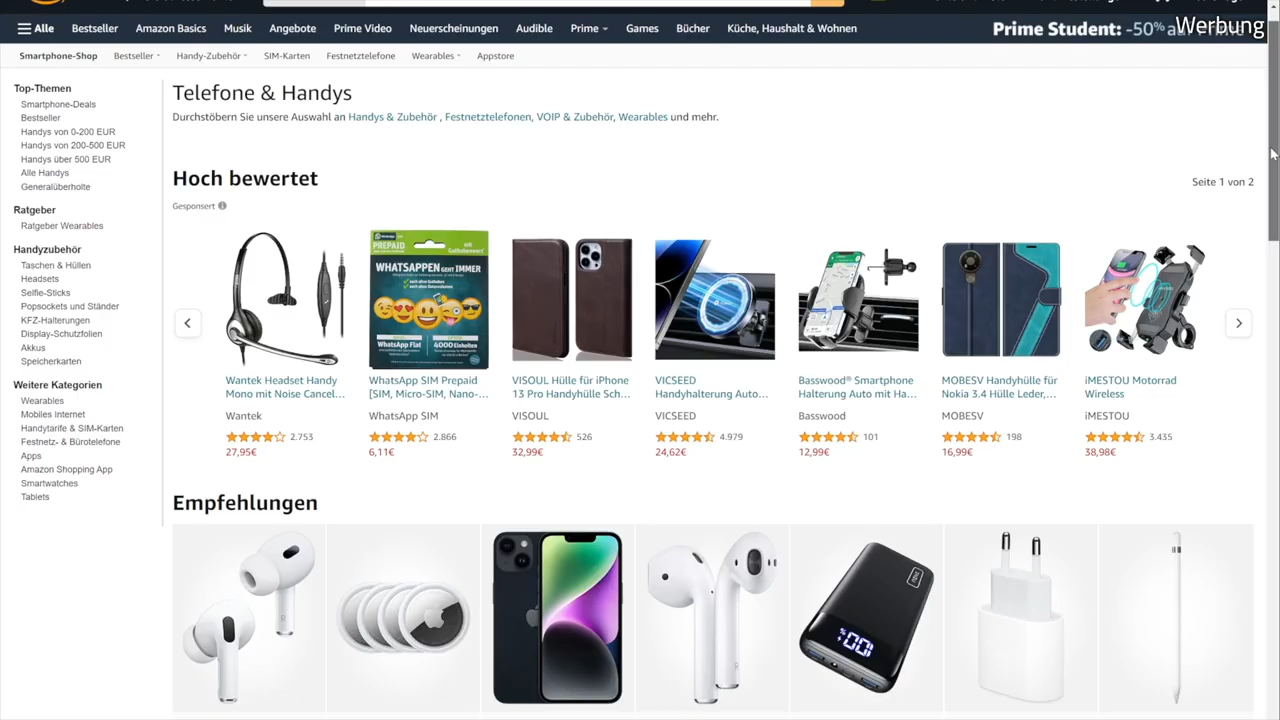 Alle Bestseller Amazon Basics Musik Angebote Prime Video Neuerscheinungen Audible Prime Games Bücher Küche, Haushalt & Wohnen Prime Student: -50%
Werbung
Smartphone-Shop Bestseller Handy-Zubehör SIM-Karten Festnetztelefone Wearables Appstore
Top-Themen
Smartphone-Deals
Bestseller
Handys von 0-200 EUR
Handys von 200-500 EUR
Handys über 500 EUR
Alle Handys
Generalüberholte
Ratgeber
Ratgeber Wearables
Handyzubehör
Taschen & Hüllen
Headsets
Selfie-Sticks
Popsockets und Ständer
KFZ-Halterungen
Display-Schutzfolien
Akkus
Speicherkarten
Weitere Kategorien
Wearables
Mobiles Internet
Handytarife & SIM-Karten
Festnetz- & Bürotelefone
Apps
Amazon Shopping App
Smartwatches
Tablets
Telefone & Handys
Durchstöbern Sie unsere Auswahl an Handys & Zubehör , Festnetztelefonen, VOIP & Zubehör, Wearables und mehr.
Hoch bewertet
Seite 1 von 2
Gesponsert
PREPAID
WHATSAPPEN GEHT IMMER
WhatsApp Flat
4000 Einheiten
Wantek Headset Handy
Mono mit Noise Cancel...
Wantek
2.753
27,95€
WhatsApp SIM Prepaid
[SIM, Micro-SIM, Nano-...
WhatsApp SIM
2.866
6,11€
VISOUL Hülle für iPhone
13 Pro Handyhülle Sch...
VISOUL
526
32,99€
VICSEED
Handyhalterung Auto...
VICSEED
4.979
24,62€
Basswood® Smartphone
Halterung Auto mit Ha...
Basswood
101
12,99€
MOBESV Handyhülle für
Nokia 3.4 Hülle Leder,...
MOBESV
198
16,99€
iMESTOU Motorrad
Wireless
iMESTOU
3.435
38,98€
Empfehlungen